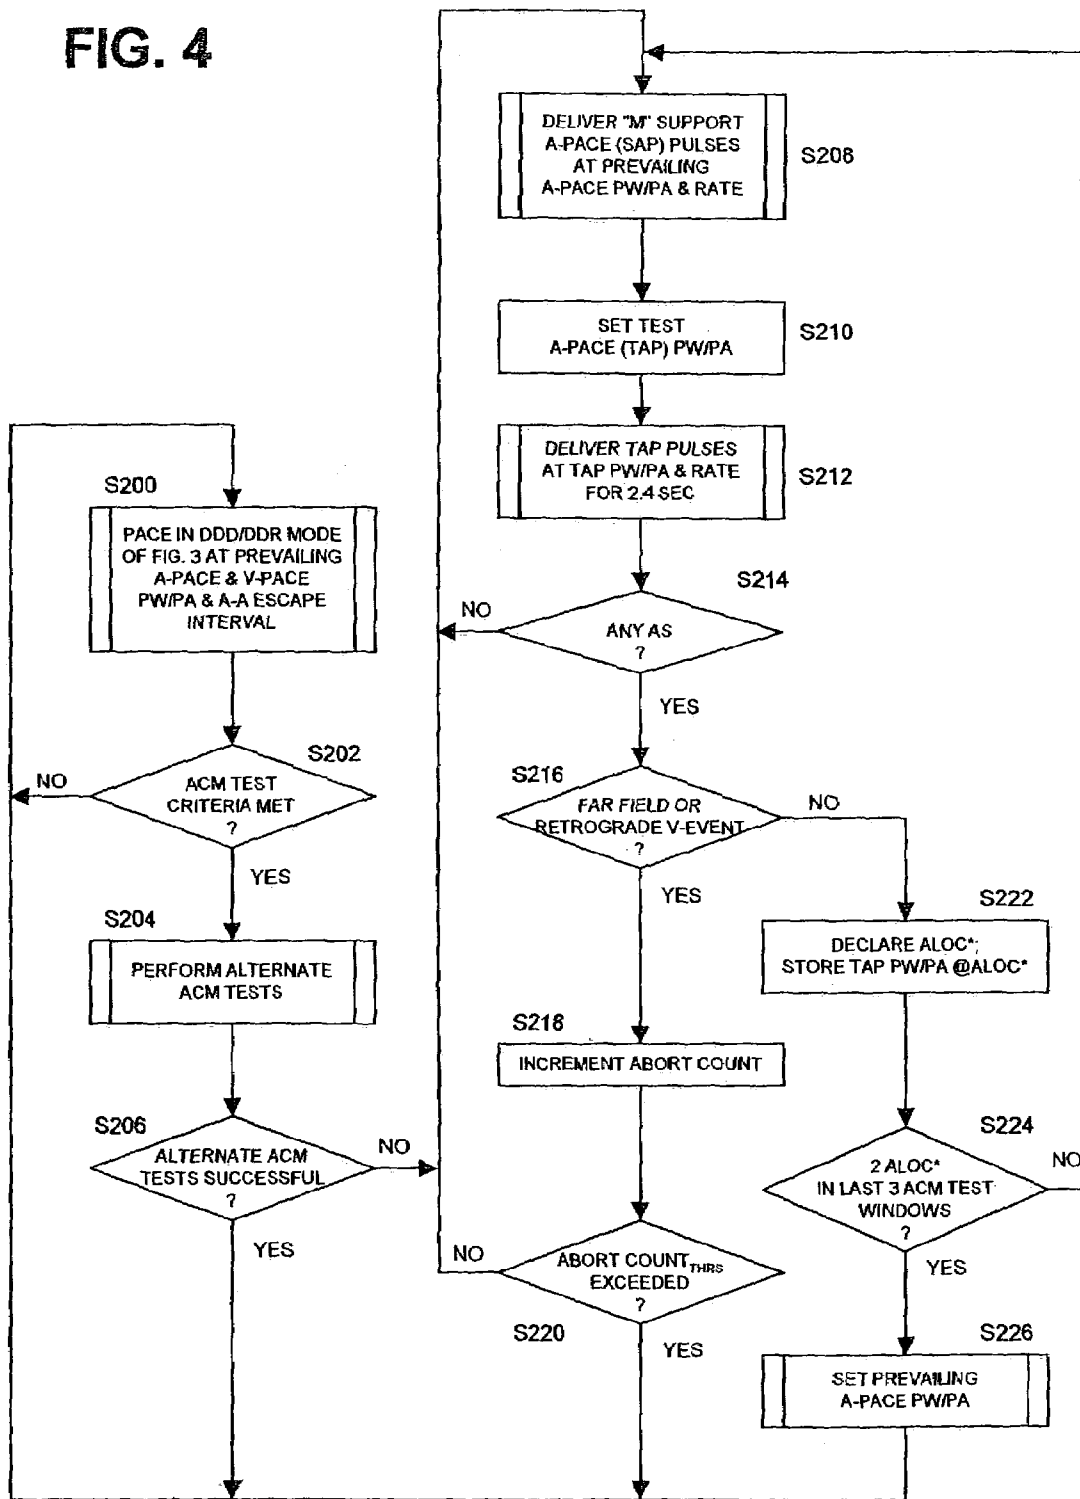 FIG. 4
S200
PACE IN DDD/DDR MODE
OF FIG. 3 AT PREVAILING
A-PACE & V-PACE
PW/PA & A-A ESCAPE
INTERVAL
S202
NO
ACM TEST
CRITERIA MET
?
YES
S204
PERFORM ALTERNATE
ACM TESTS
S206
ALTERNATE ACM
TESTS SUCCESSFUL
?
NO
YES
DELIVER "M" SUPPORT
A-PACE (SAP) PULSES
AT PREVAILING
A-PACE PW/PA & RATE
S208
SET TEST
A-PACE (TAP) PW/PA
S210
DELIVER TAP PULSES
AT TAP PW/PA & RATE
FOR 2.4 SEC
S212
S214
NO
ANY AS
?
YES
S216
FAR FIELD OR
RETROGRADE V-EVENT
?
NO
YES
S218
INCREMENT ABORT COUNT
NO
ABORT COUNT THRS
EXCEEDED
?
S220
YES
S222
DECLARE ALOC*;
STORE TAP PW/PA @ALOC*
S224
2 ALOC*
IN LAST 3 ACM TEST
WINDOWS
?
NO
YES
S226
SET PREVAILING
A-PACE PW/PA